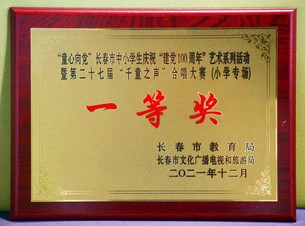 “童心向党”长春市中小学生庆祝“建党100周年”艺术系列活动
暨第二十七届“千童之声”合唱大赛(小学专场)
一等奖
长春市教育局
长春市文化广播电视和旅游局
二〇二一年十二月